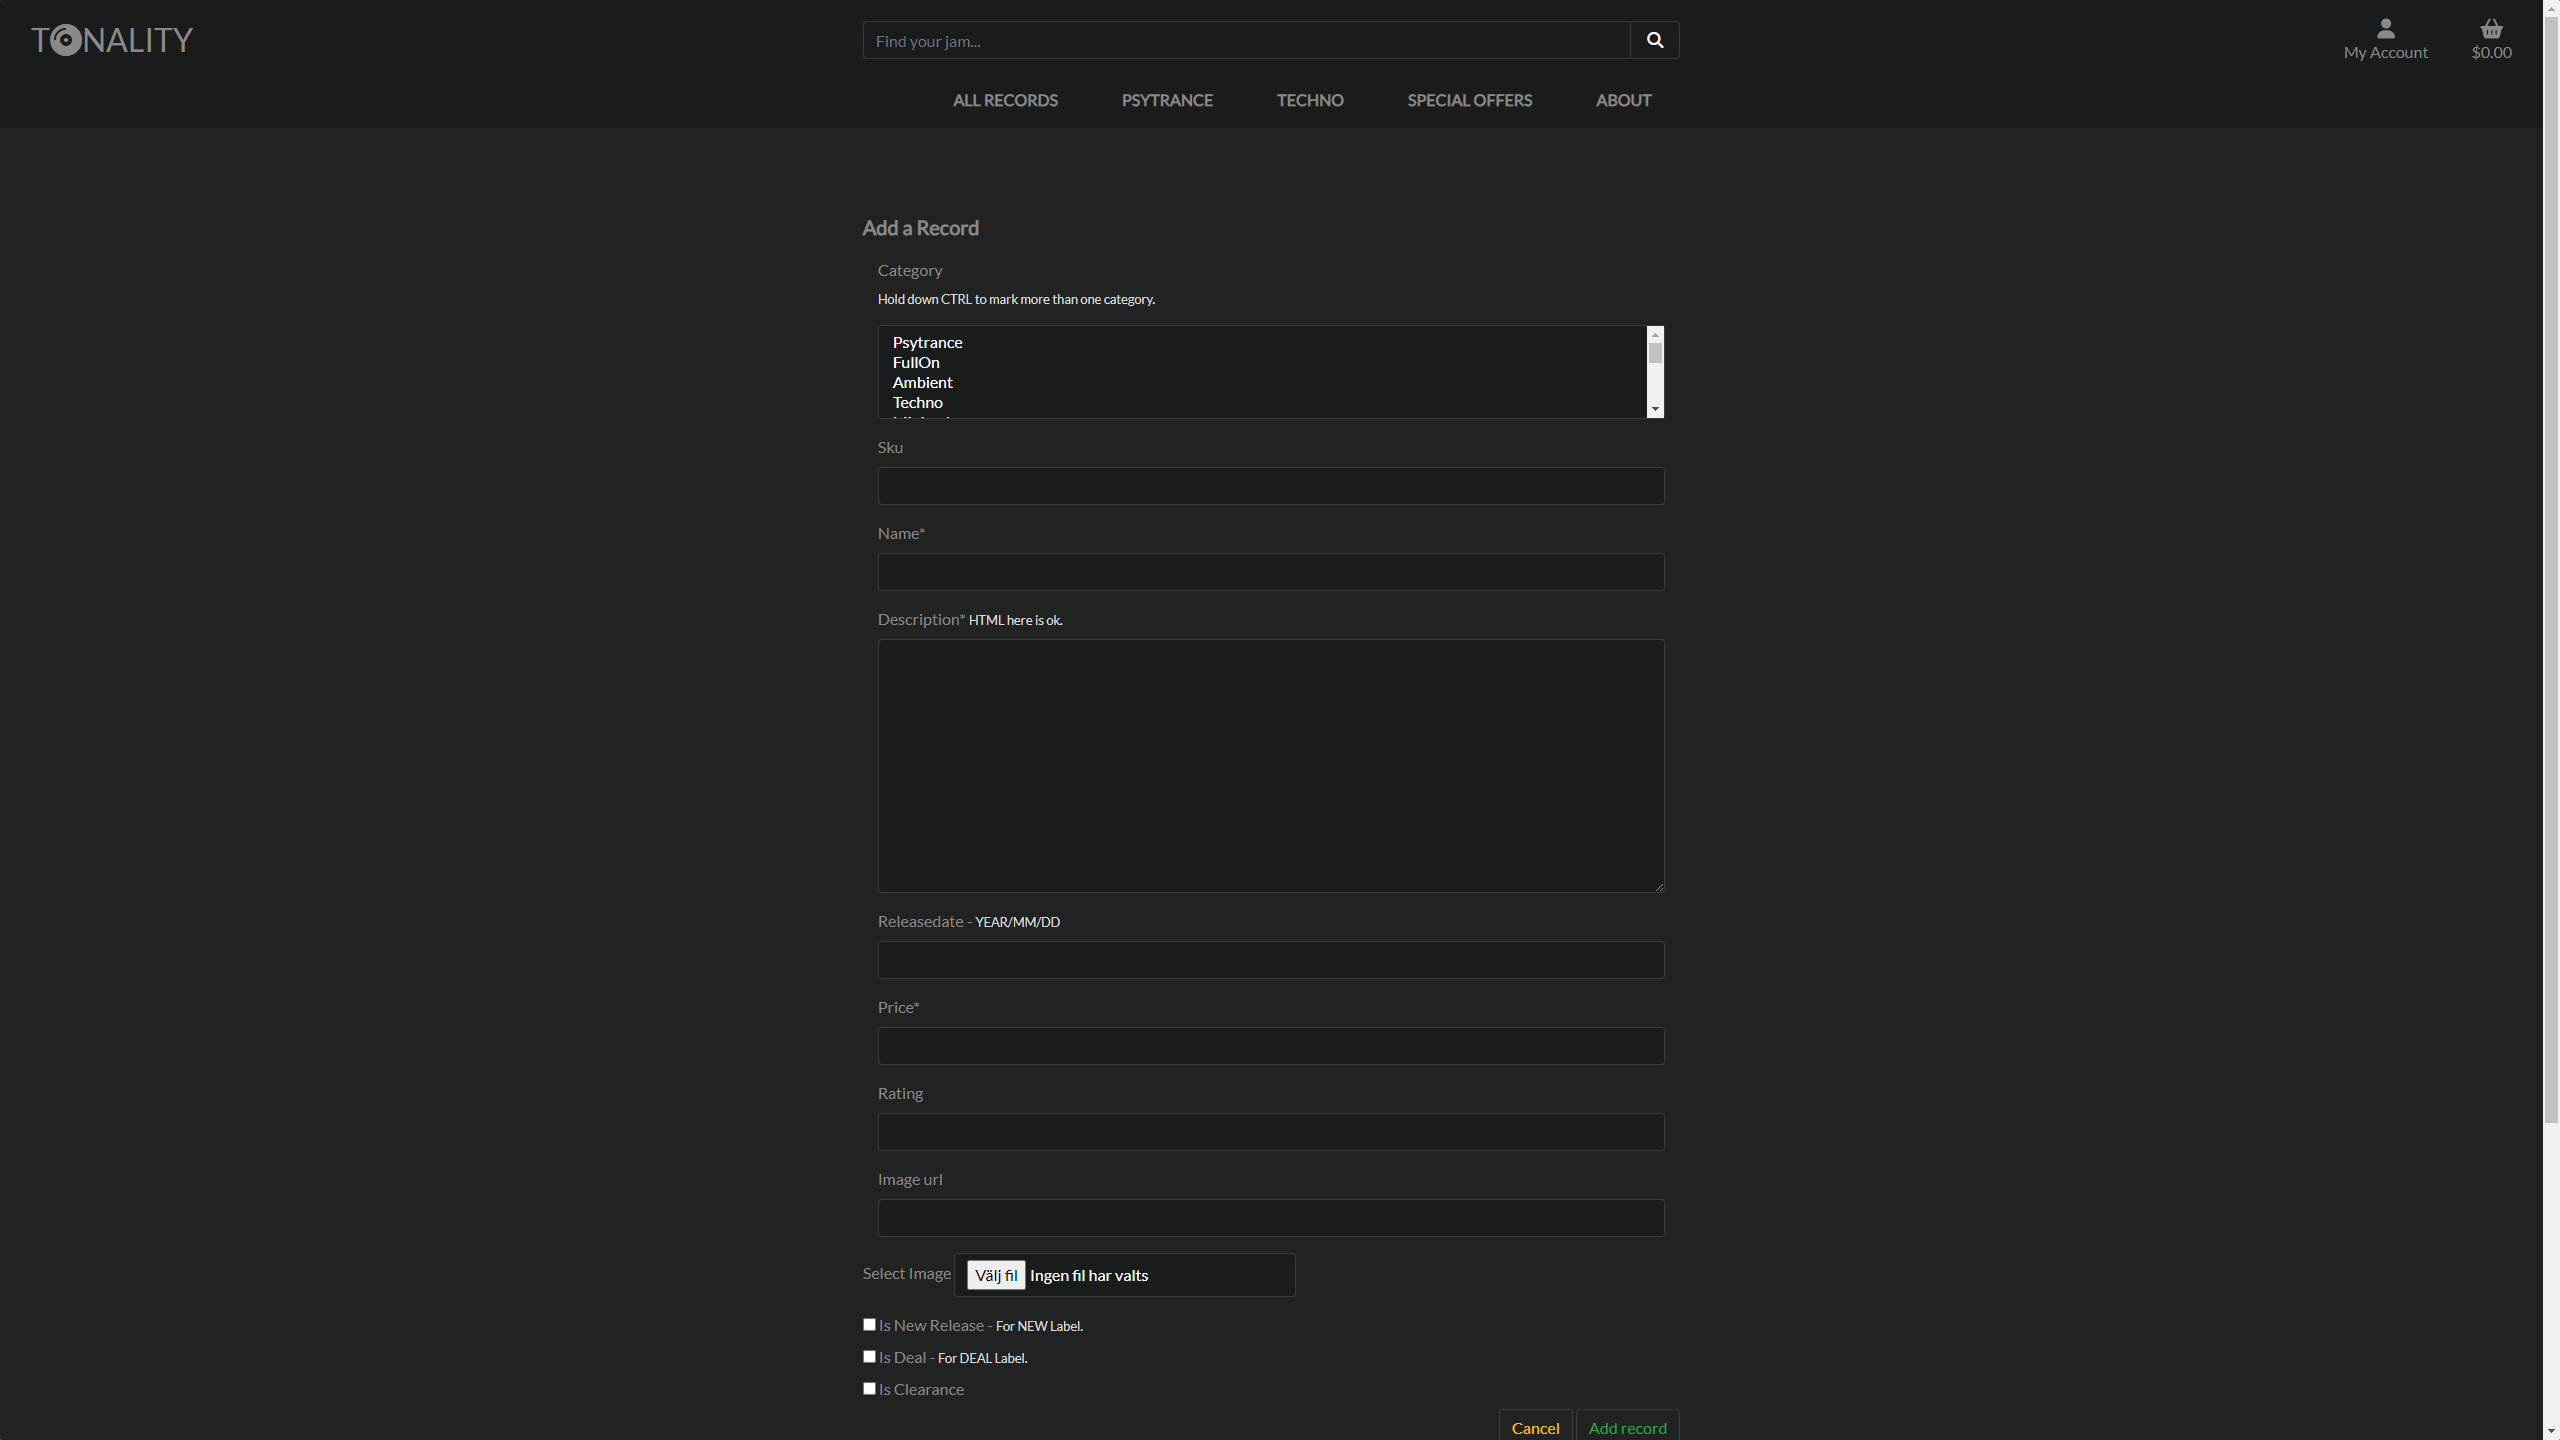 TONALITY
Find your jam...
My Account
$0.00
ALL RECORDS PSYTRANCE TECHNO SPECIAL OFFERS ABOUT
Add a Record
Category
Hold down CTRL to mark more than one category.
Psytrance
FullOn
Ambient
Techno
Sku
Name*
Description* HTML here is ok.
Releasedate - YEAR/MM/DD
Price*
Rating
Image url
Select Image Välj fil Ingen fil har valts
Is New Release - For NEW Label.
Is Deal - For DEAL Label.
Is Clearance
Cancel Add record